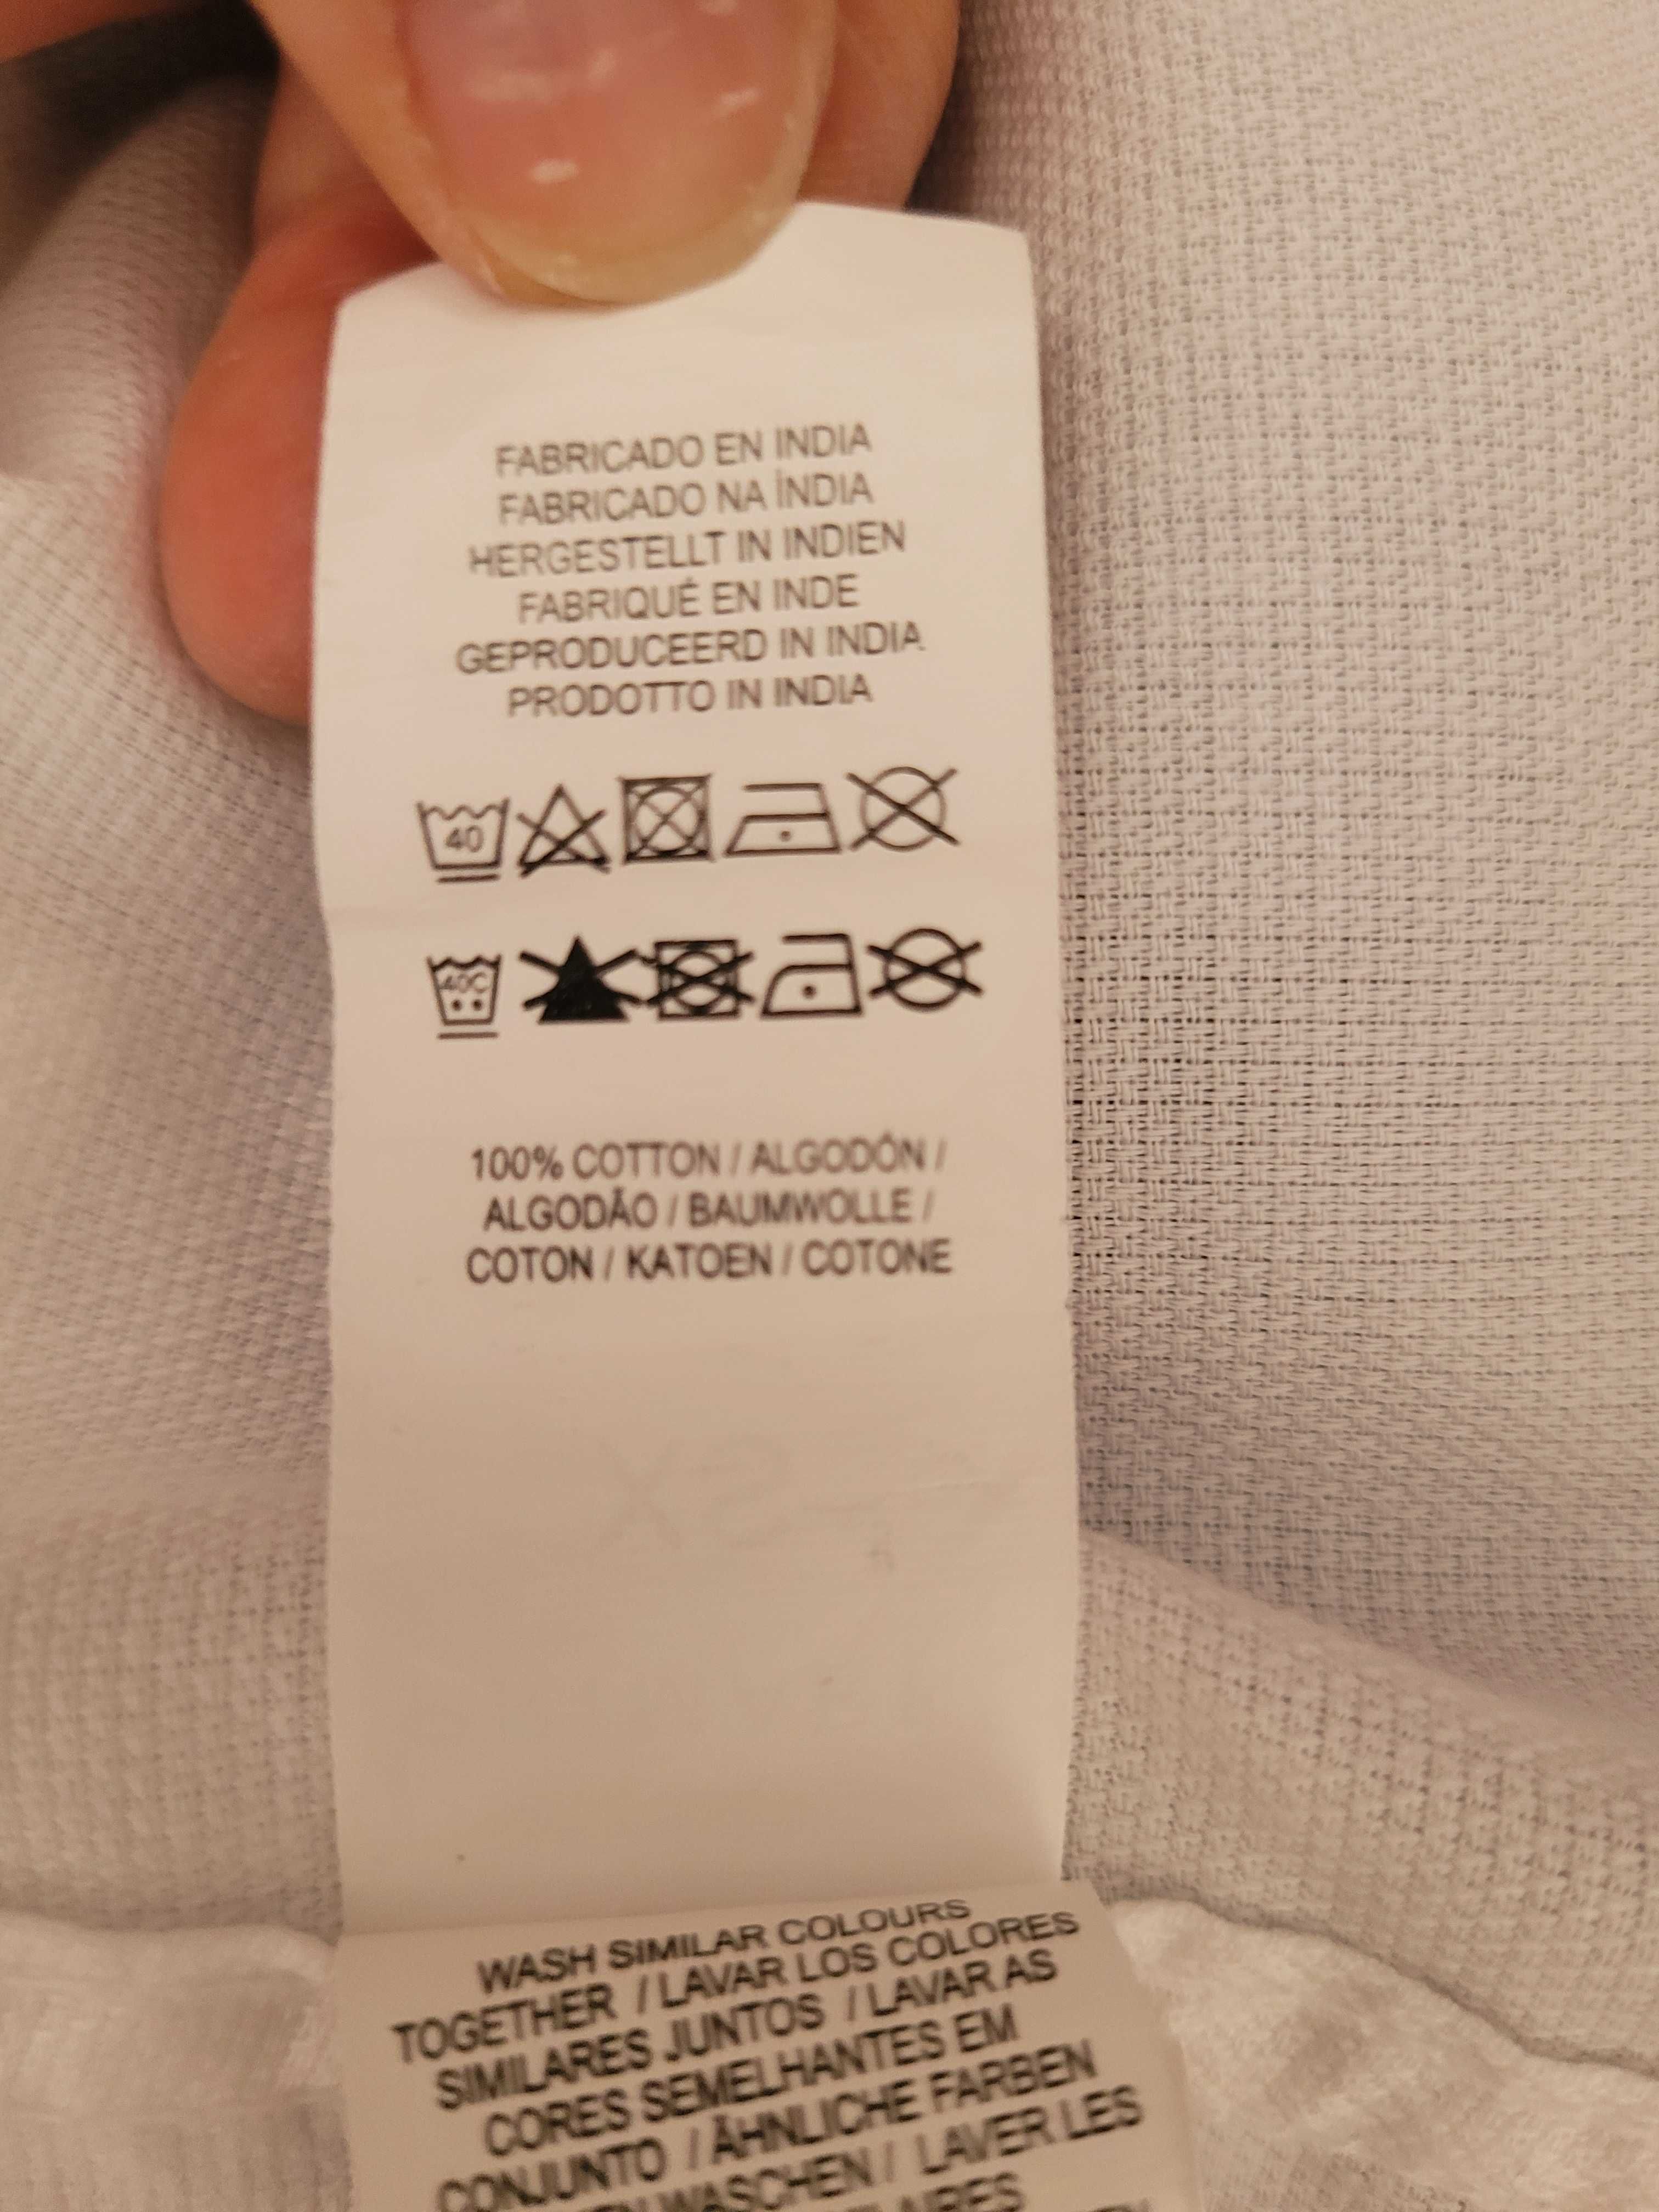 FABRICADO EN INDIA
FABRICADO NA ÍNDIA
HERGESTELLT IN INDIEN
FABRIQUÉ EN INDE
GEPRODUCEERD IN INDIA
PRODOTTO IN INDIA
40
40C
100% COTTON / ALGODÓN /
ALGODÃO / BAUMWOLLE /
COTON / KATOEN / COTONE
WASH SIMILAR COLOURS
TOGETHER / LAVAR LOS COLORES
SIMILARES JUNTOS / LAVAR AS
CORES SEMELHANTES EM
CONJUNTO / ÄHNLICHE FARBEN
WASCHEN / LAVER LES